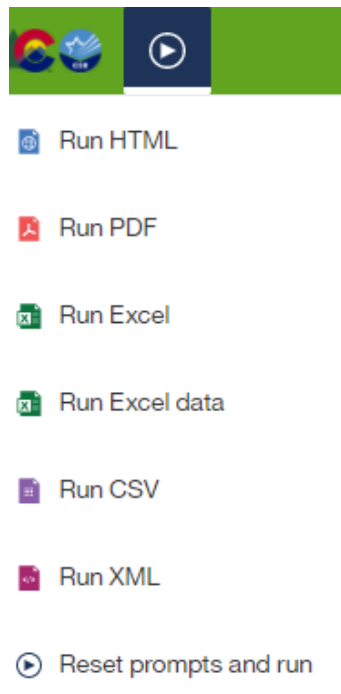 Run HTML
Run PDF
Run Excel
Run Excel data
Run CSV
Run XML
Reset prompts and run